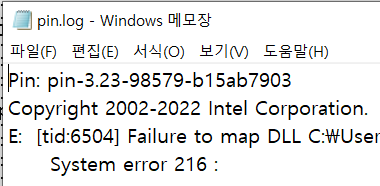 pin.log - Windows 메모장
파일(F) 편집(E) 서식(O) 보기(V) 도움말(H)
Pin: pin-3.23-98579-b15ab7903
Copyright 2002-2022 Intel Corporation.
E: [tid:6504] Failure to map DLL C:₩User
System error 216 :